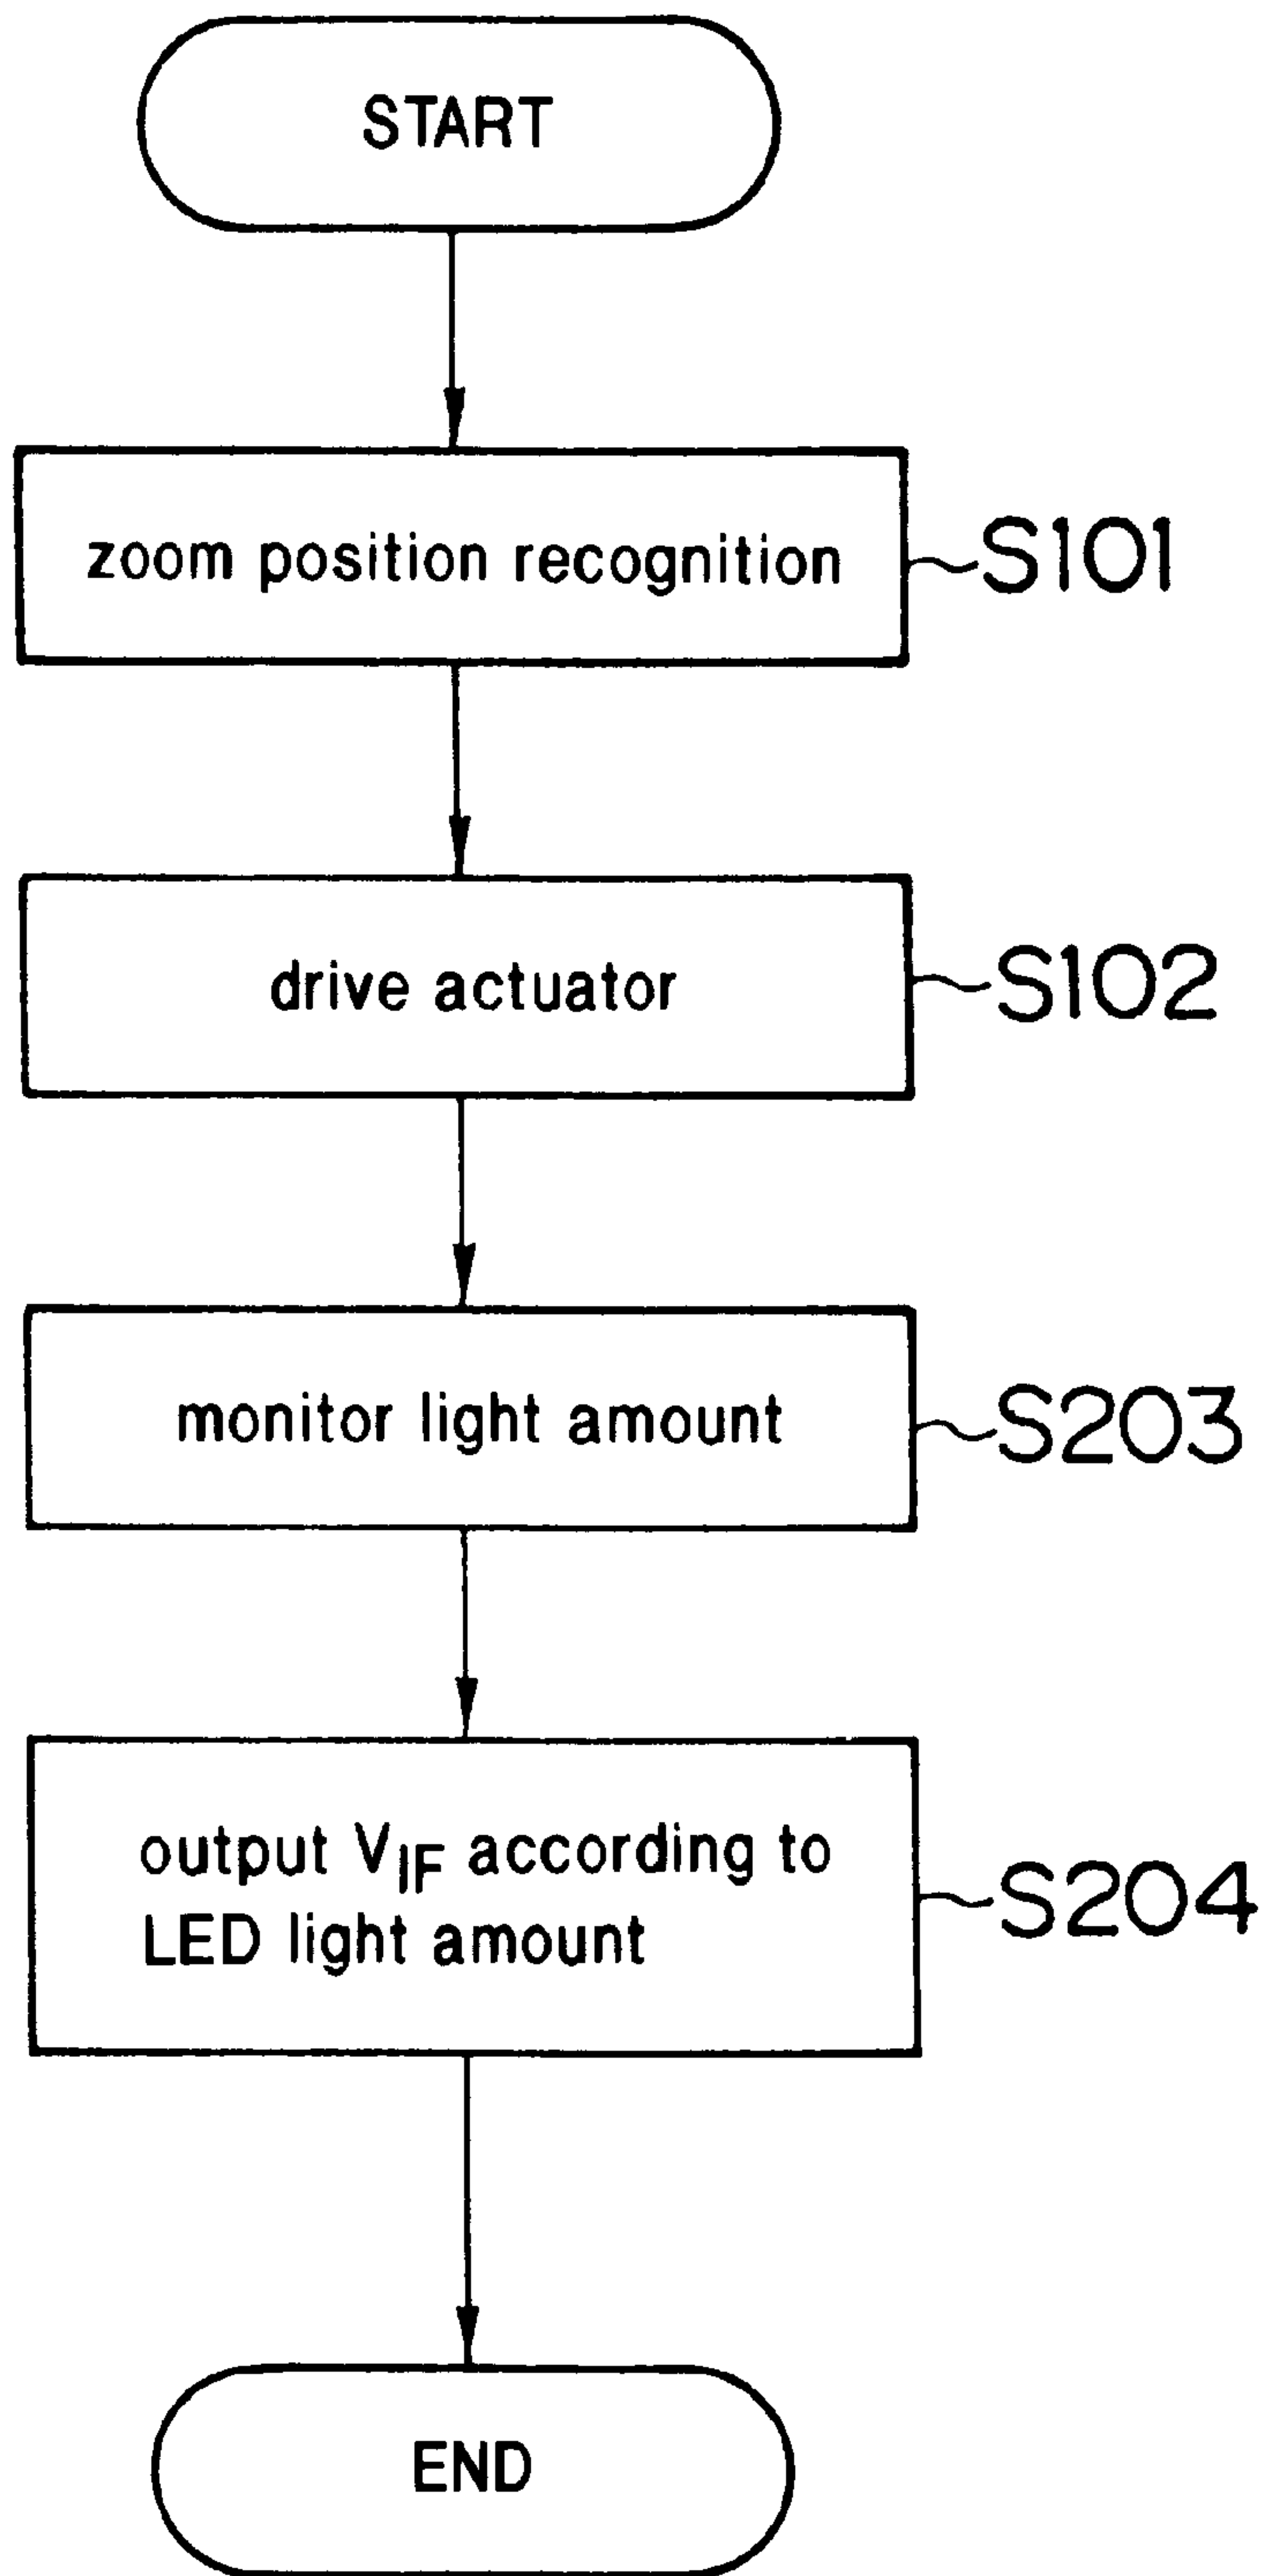 START
zoom position recognition
S101
drive actuator
S102
monitor light amount
S203
output VIF according to
LED light amount
S204
END